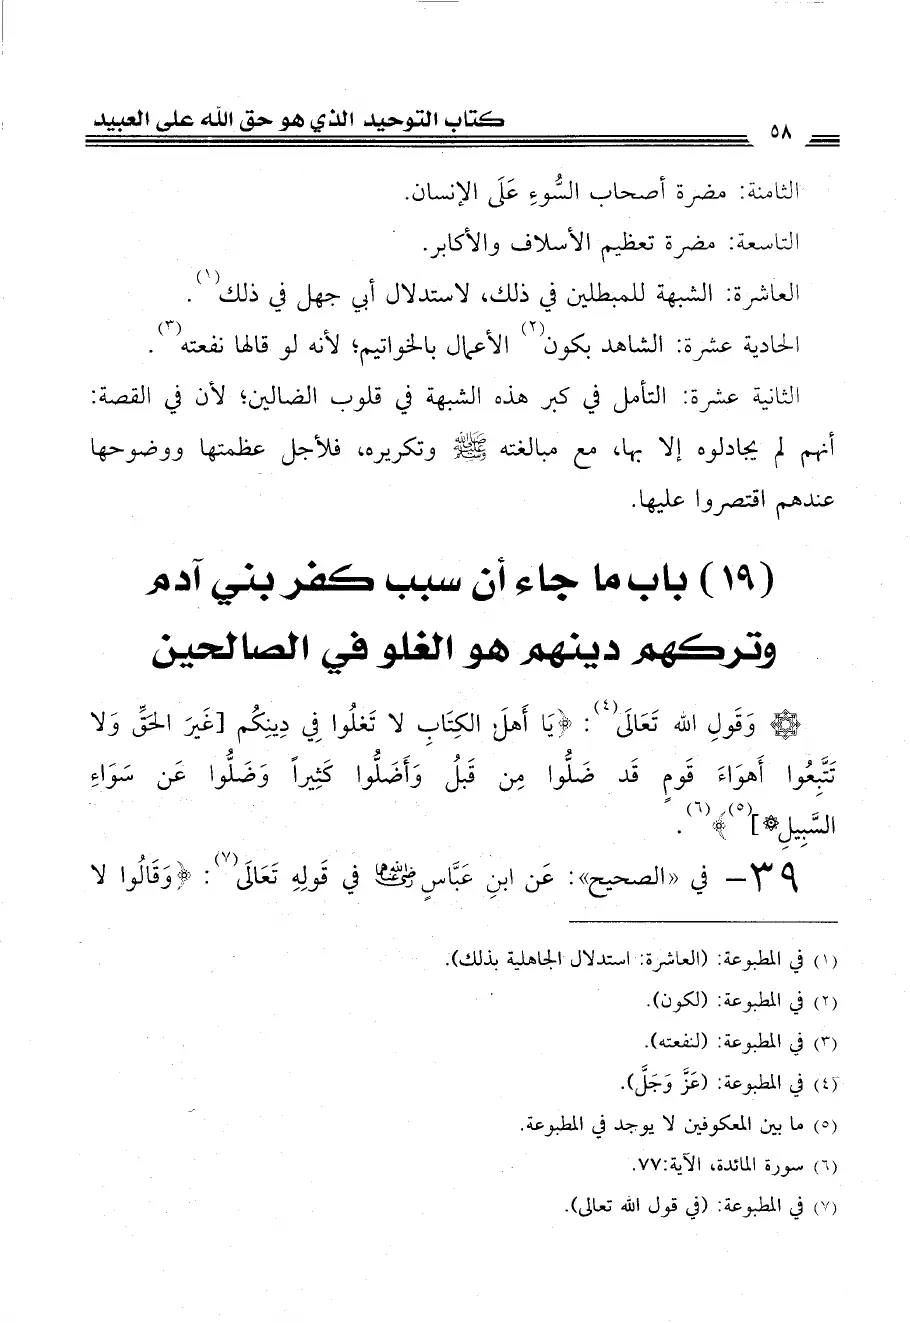 ٥٨ كتاب التوحيد الذي هو حق الله على العبيد
الثامنة: مضرة أصحاب السُّوءِ عَلَى الإنسان.
التاسعة: مضرة تعظيم الأسلاف والأكابر.
العاشرة: الشبهة للمبطلين في ذلك، لاستدلال أبي جهل في ذلك(١).
الحادية عشرة: الشاهد بكون(٢) الأعمال بالخواتيم؛ لأنه لو قالها نفعته(٣).
الثانية عشرة: التأمل في كبر هذه الشبهة في قلوب الضالين؛ لأن في القصة:
أنهم لم يجادلوه إلا بها، مع مبالغته ﷺ وتكريره، فلأجل عظمتها ووضوحها
عندهم اقتصروا عليها.
(١٩) باب ما جاء أن سبب كفر بني آدم
وتركهم دينهم هو الغلو في الصالحين
۞ وَقَولِ الله تَعَالَى(٤): ﴿يَا أَهلَ الكِتَابِ لا تَغلُوا فِي دِينِكُم [غَيرَ الحَقِّ وَلا
تَتَّبِعُوا أَهوَاءَ قَومٍ قَد ضَلُّوا مِن قَبلُ وَأَضَلُّوا كَثِيراً وَضَلُّوا عَن سَوَاءِ
السَّبِيلِ*](٥)﴾(٦).
٣٩- في «الصحيح»: عَن ابنِ عَبَّاسٍ رضي الله عنهما في قَولِهِ تَعَالَى(٧): ﴿وَقَالُوا لا
(١) في المطبوعة: (العاشرة: استدلال الجاهلية بذلك).
(٢) في المطبوعة: (لكون).
(٣) في المطبوعة: (لنفعته).
(٤) في المطبوعة: (عَزَّ وَجَلَّ).
(٥) ما بين المعكوفين لا يوجد في المطبوعة.
(٦) سورة المائدة، الآية:٧٧.
(٧) في المطبوعة: (في قول الله تعالى).